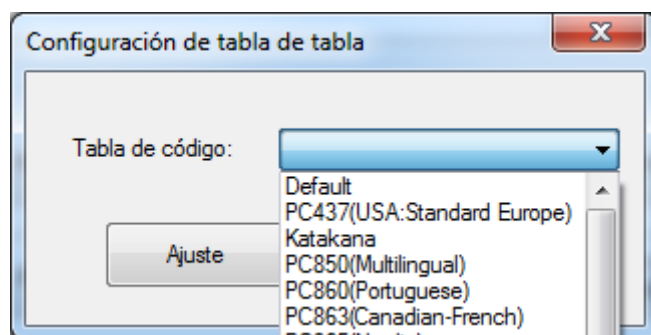 Configuración de tabla de tabla
Tabla de código:
Default
PC437(USA:Standard Europe)
Katakana
PC850(Multilingual)
PC860(Portuguese)
PC863(Canadian-French)
Ajuste